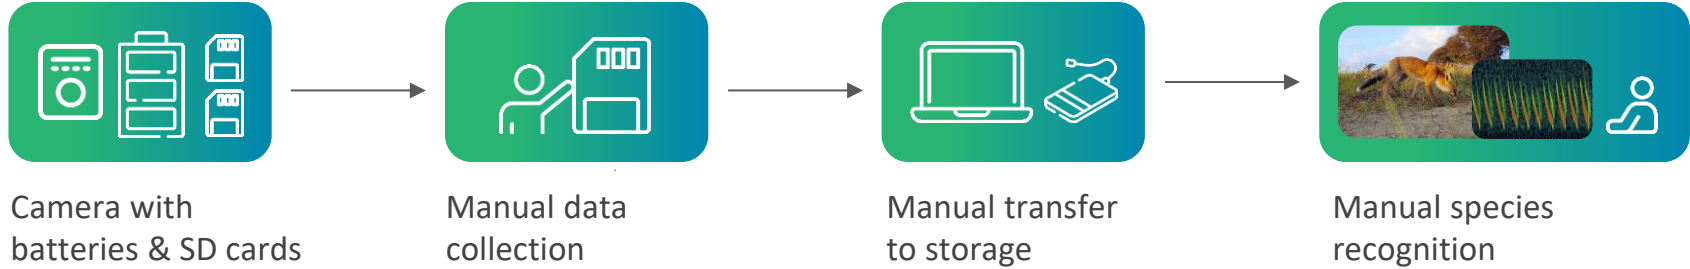 Camera with
batteries & SD cards
Manual data
collection
Manual transfer
to storage
Manual species
recognition